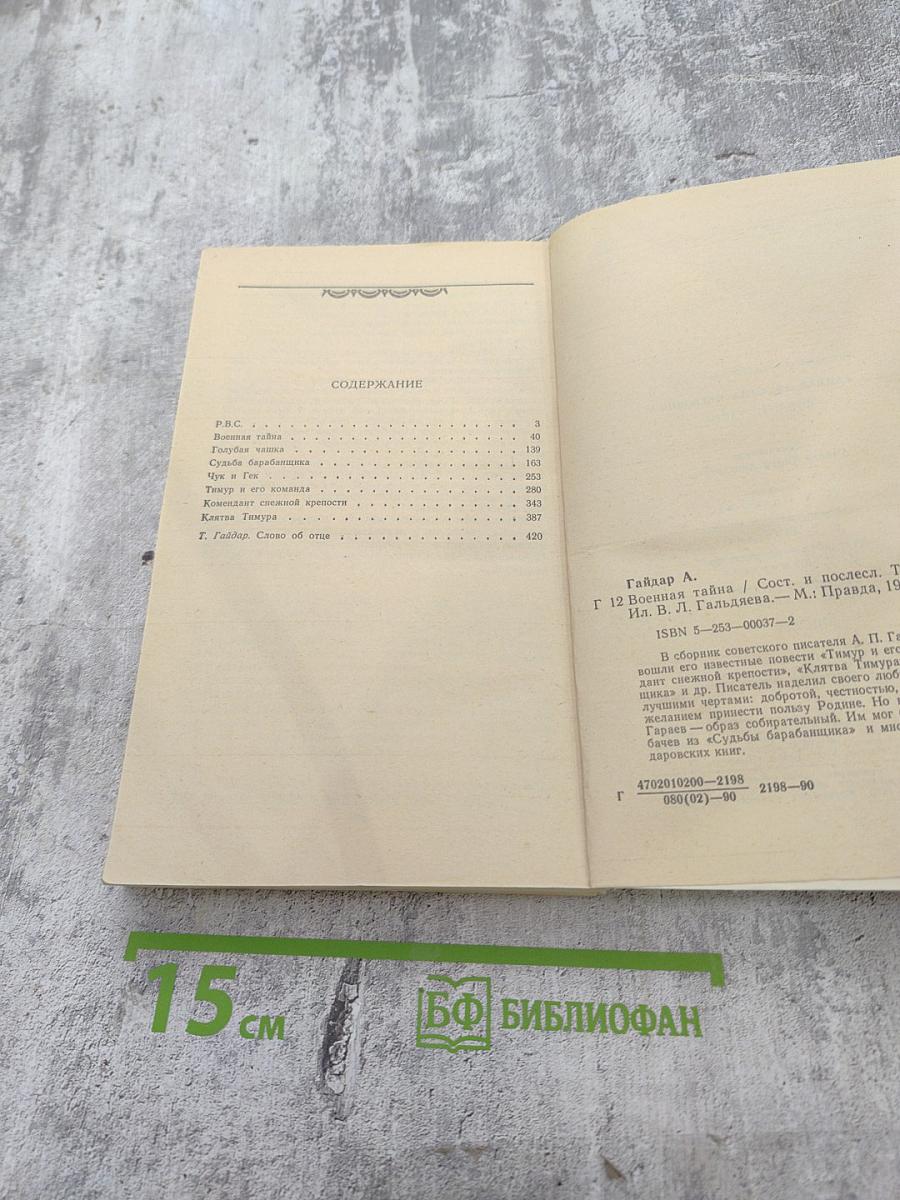 СОДЕРЖАНИЕ
Р.В.С. . . . . . . . . . . . . . . . . . . . . . . 3
Военная тайна . . . . . . . . . . . . . . . . . . 40
Голубая чашка . . . . . . . . . . . . . . . . . . 139
Судьба барабанщика . . . . . . . . . . . . . . . 163
Чук и Гек . . . . . . . . . . . . . . . . . . . . 253
Тимур и его команда . . . . . . . . . . . . . . . 280
Комендант снежной крепости . . . . . . . . . . . 343
Клятва Тимура . . . . . . . . . . . . . . . . . . 387
Т. Гайдар. Слово об отце . . . . . . . . . . . . 420
Гайдар А.
Г 12 Военная тайна / Сост. и послесл. Т
Ил. В. Л. Гальдяева.— М.: Правда, 19
ISBN 5—253—00037—2
В сборник советского писателя А. П. Га
вошли его известные повести «Тимур и его
дант снежной крепости», «Клятва Тимура
щика» и др. Писатель наделил своего люб
лучшими чертами: добротой, честностью,
желанием принести пользу Родине. Но
Гараев — образ собирательный. Им мог
бачев из «Судьбы барабанщика» и
даровских книг.
Г 4702010200—2198
080(02)—90
2198—90
15 см
БФ БИБЛИОФАН